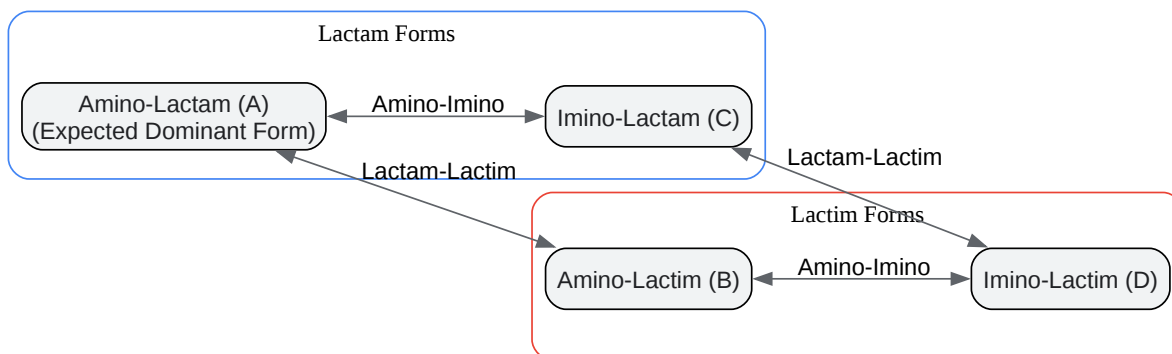 Lactam Forms
Amino-Lactam (A)
(Expected Dominant Form)
Amino-Imino
Imino-Lactam (C)
Lactam-Lactim
Lactam-Lactim
Lactim Forms
Amino-Lactim (B)
Amino-Imino
Imino-Lactim (D)